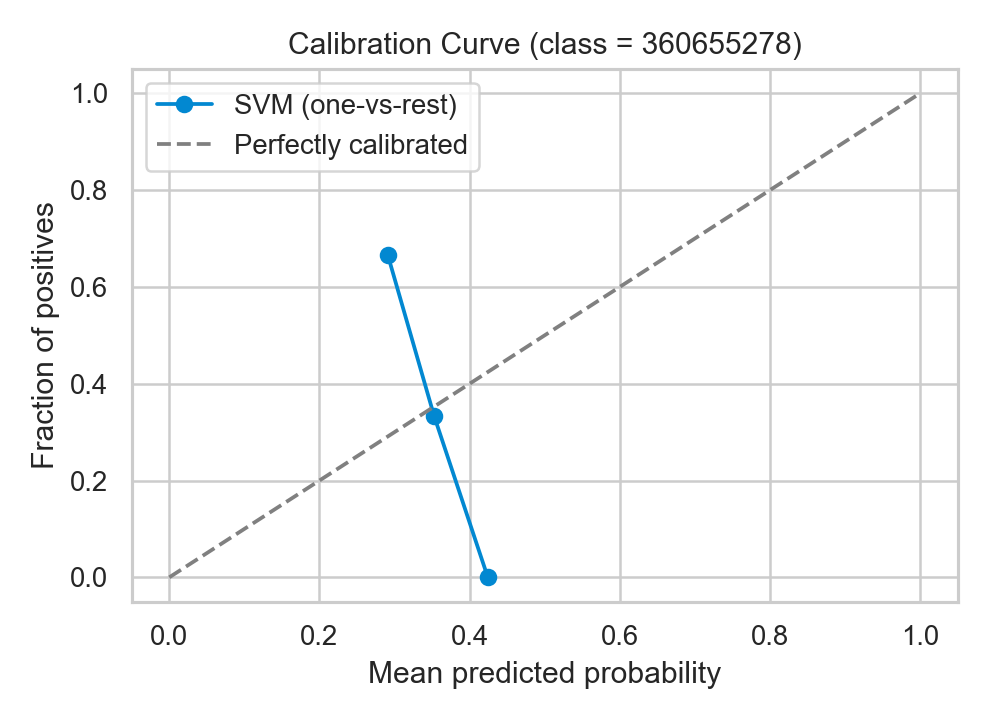 Calibration Curve (class = 360655278)
SVM (one-vs-rest)
Perfectly calibrated
1.0
0.8
0.6
0.4
0.2
0.0
Fraction of positives
0.0 0.2 0.4 0.6 0.8 1.0
Mean predicted probability